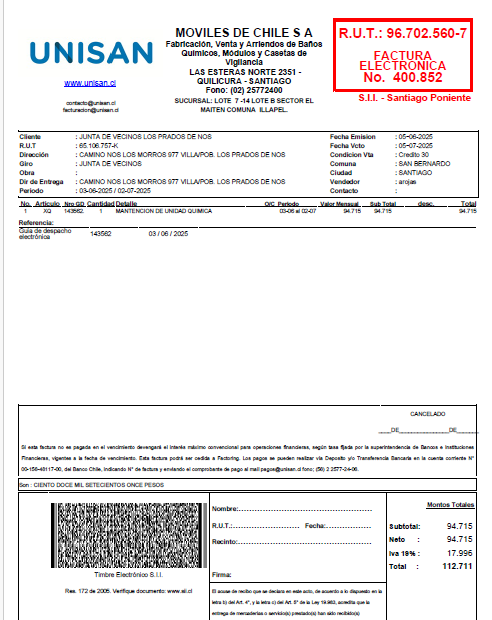 UNISAN
www.unisan.cl
contacto@unisan.cl
facturacion@unisan.cl
MOVILES DE CHILE S A
Fabricación, Venta y Arriendos de Baños
Químicos, Módulos y Casetas de
Vigilancia
LAS ESTERAS NORTE 2351 -
QUILICURA - SANTIAGO
Fono: (02) 25772400
SUCURSAL: LOTE 7 -14 LOTE B SECTOR EL
MAITEN COMUNA ILLAPEL.
R.U.T.: 96.702.560-7
FACTURA
ELECTRÓNICA
No. 400.852
S.I.I. - Santiago Poniente
Cliente : JUNTA DE VECINOS LOS PRADOS DE NOS Fecha Emision : 05-06-2025
R.U.T : 65.106.757-K Fecha Vcto : 05-07-2025
Dirección : CAMINO NOS LOS MORROS 977 VILLA/POB. LOS PRADOS DE NOS Condicion Vta : Credito 30
Giro : JUNTA DE VECINOS Comuna : SAN BERNARDO
Obra : Ciudad : SANTIAGO
Dir de Entrega : CAMINO NOS LOS MORROS 977 VILLA/POB. LOS PRADOS DE NOS Vendedor : arojas
Periodo : 03-06-2025 / 02-07-2025 Contacto :
No. Artículo Nro GD Cantidad Detalle O/C Periodo Valor Mensual Sub Total desc. Total
1 XQ 143562. 1 MANTENCION DE UNIDAD QUIMICA 03-06 al 02-07 94.715 94.715 94.715
Referencia:
Guía de despacho electrónica 143562 03 / 06 / 2025
CANCELADO
____DE____________DE____
Si esta factura no es pagada en el vencimiento devengará el interés máximo convencional para operaciones financieras, según tasa fijada por la superintendencia de Bancos e Instituciones
Financieras, vigentes a la fecha de vencimiento. Esta factura podrá ser cedida a Factoring. Los pagos se pueden realizar vía Deposito y/o Transferencia Bancaria en la cuenta corriente N°
00-158-48117-00, del Banco Chile, indicando N° de factura y enviando el comprobante de pago al mail pagos@unisan.cl fono; (56) 2 2577-24-06.
Son : CIENTO DOCE MIL SETECIENTOS ONCE PESOS
Timbre Electrónico S.I.I.
Res. 172 de 2005. Verifique documento: www.sii.cl
Nombre:
R.U.T.: Fecha:
Recinto:
Firma:
El acuse de recibo que se declara en este acto, de acuerdo a lo dispuesto en la
letra b) del Art. 4°, y la letra c) del Art. 5° de la Ley 19.983, acredita que la
entrega de mercaderías o servicio(s) prestado(s) han sido recibido(s)
Montos Totales
Subtotal: 94.715
Neto : 94.715
Iva 19% : 17.996
Total : 112.711